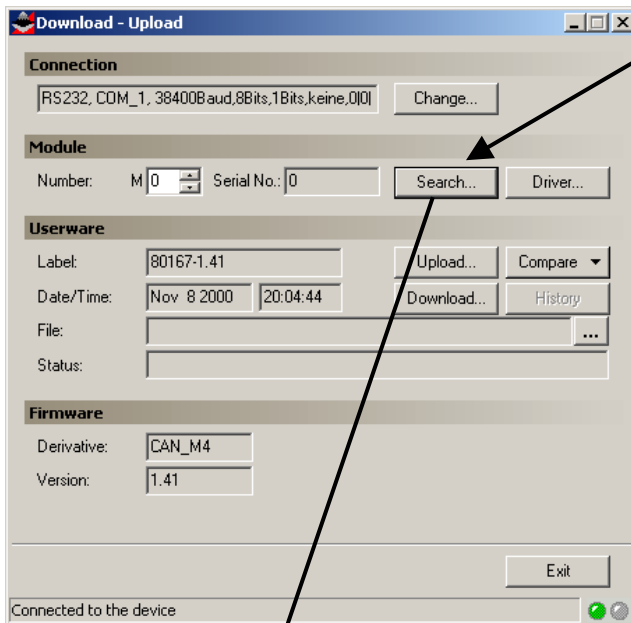 Download - Upload
Connection
RS232, COM_1, 38400Baud,8Bits,1Bits,keine,0|0| Change...
Module
Number: M 0 Serial No.: 0 Search... Driver...
Userware
Label: 80167-1.41 Upload... Compare
Date/Time: Nov 8 2000 20:04:44 Download... History
File: ...
Status:
Firmware
Derivative: CAN_M4
Version: 1.41
Exit
Connected to the device